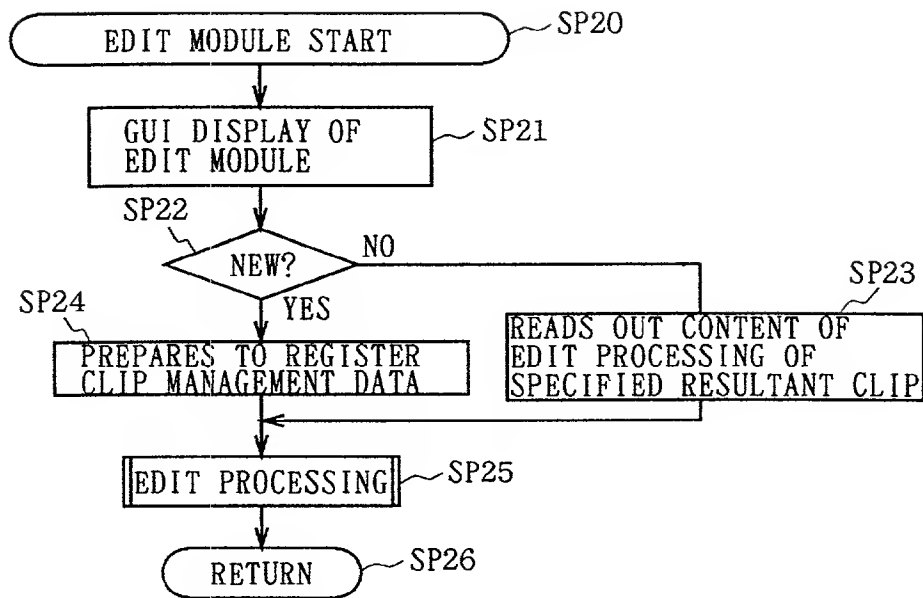 EDIT MODULE START
SP20
GUI DISPLAY OF
EDIT MODULE
SP21
SP22
NEW?
NO
YES
SP24
PREPARES TO REGISTER
CLIP MANAGEMENT DATA
SP23
READS OUT CONTENT OF
EDIT PROCESSING OF
SPECIFIED RESULTANT CLIP
EDIT PROCESSING
SP25
RETURN
SP26